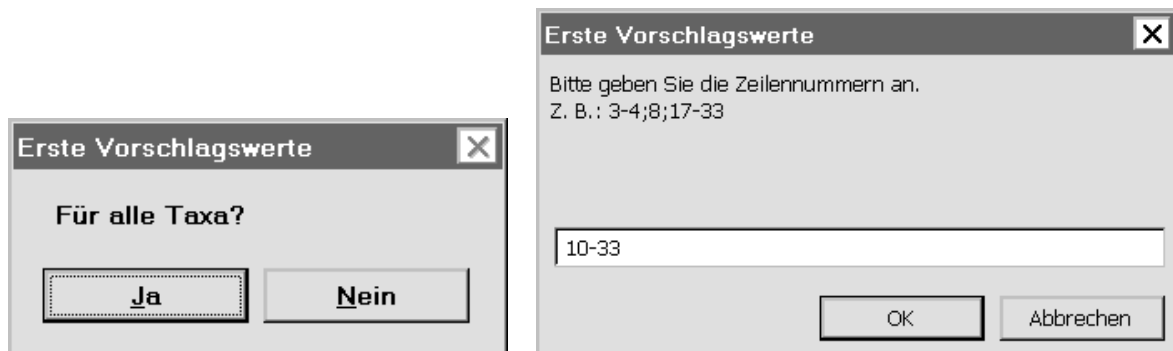 Erste Vorschlagswerte
Für alle Taxa?
Ja
Nein
Erste Vorschlagswerte
Bitte geben Sie die Zeilennummern an.
Z. B.: 3-4;8;17-33
10-33
OK
Abbrechen